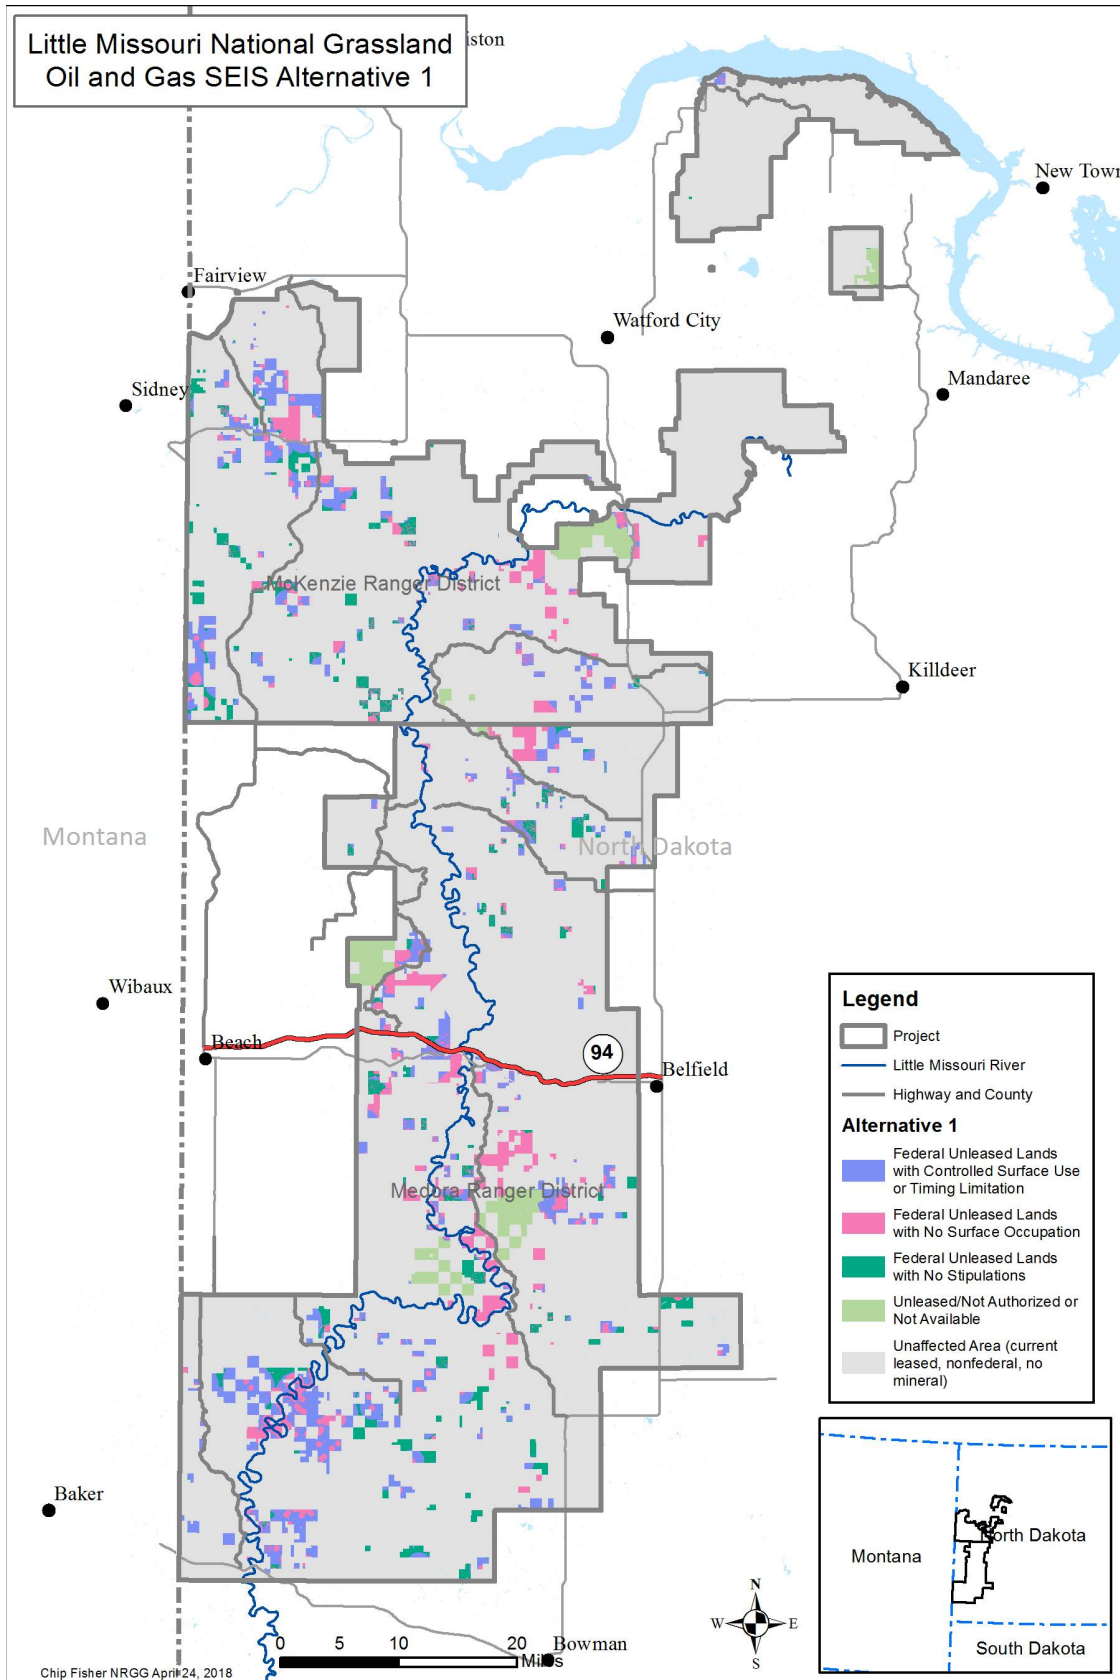 Little Missouri National Grassland
Oil and Gas SEIS Alternative 1
iston
New Town
Fairview
Watford City
Sidney
Mandaree
McKenzie Ranger District
Killdeer
Montana
North Dakota
Wibaux
Beach
94
Belfield
Medora Ranger District
Baker
Bowman
Legend
Project
Little Missouri River
Highway and County
Alternative 1
Federal Unleased Lands
with Controlled Surface Use
or Timing Limitation
Federal Unleased Lands
with No Surface Occupation
Federal Unleased Lands
with No Stipulations
Unleased/Not Authorized or
Not Available
Unaffected Area (current
leased, nonfederal, no
mineral)
Montana
North Dakota
South Dakota
N
W E
S
0 5 10 20
Miles
Chip Fisher NRGG April 24, 2018